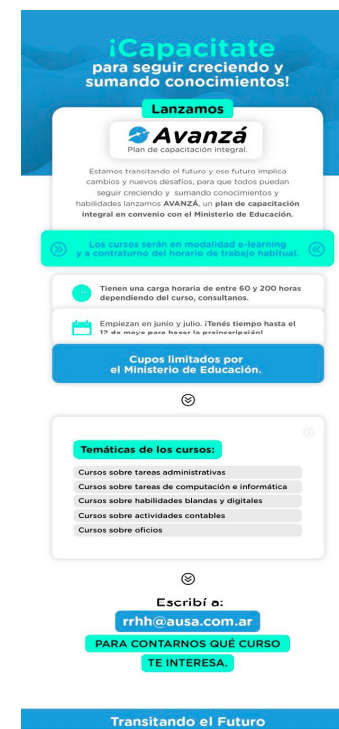 ¡Capacitate
para seguir creciendo y
sumando conocimientos!
Lanzamos
Avanzá
Plan de capacitación integral.
Estamos transitando el futuro y ese futuro implica
cambios y nuevos desafíos, para que todos puedan
seguir creciendo y sumando conocimientos y
habilidades lanzamos AVANZÁ, un plan de capacitación
integral en convenio con el Ministerio de Educación.
Los cursos serán en modalidad e-learning
y a contraturno del horario de trabajo habitual.
Tienen una carga horaria de entre 60 y 200 horas
dependiendo del curso, consultanos.
Empiezan en junio y julio. ¡Tenés tiempo hasta el
17 de mayo para hacer la preinscripción!
Cupos limitados por
el Ministerio de Educación.
Temáticas de los cursos:
Cursos sobre tareas administrativas
Cursos sobre tareas de computación e informática
Cursos sobre habilidades blandas y digitales
Cursos sobre actividades contables
Cursos sobre oficios
Escribí a:
rrhh@ausa.com.ar
PARA CONTARNOS QUÉ CURSO
TE INTERESA.
Transitando el Futuro